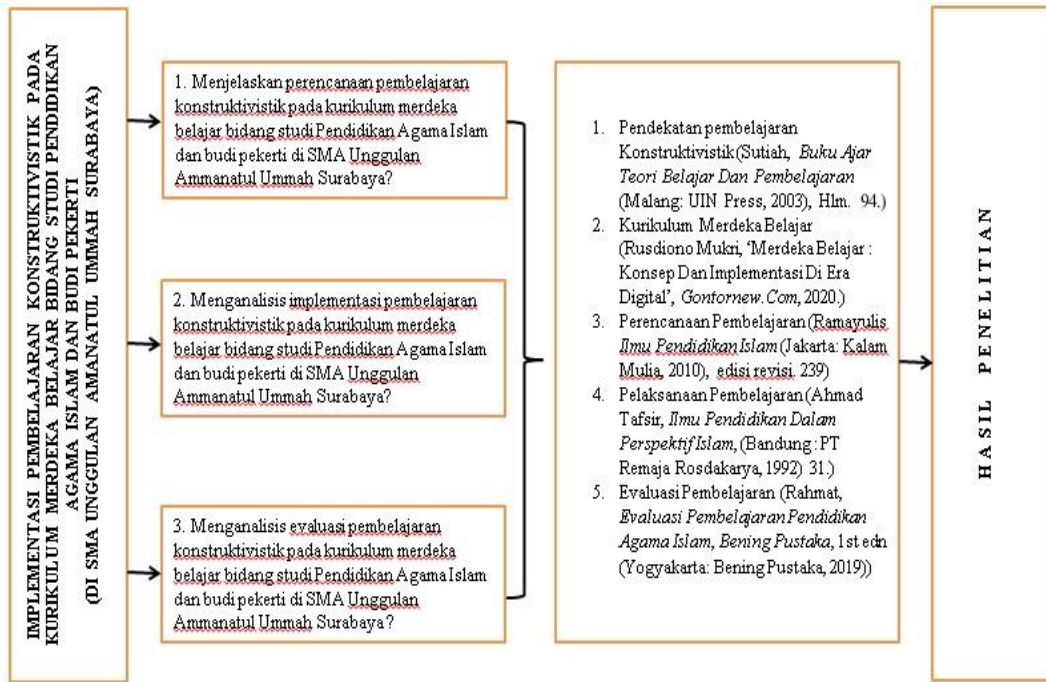 IMPLEMENTASI PEMBELAJARAN KONSTRUKTIVISTIK PADA
KURIKULUM MERDEKA BELAJAR BIDANG STUDI PENDIDIKAN
AGAMA ISLAM DAN BUDI PEKERTI
(DI SMA UNGGULAN AMANATUL UMMAH SURABAYA)
1. Menjelaskan perencanaan pembelajaran
konstruktivistik pada kurikulum merdeka
belajar bidang studi Pendidikan Agama Islam
dan budi pekerti di SMA Unggulan
Ammanatul Ummah Surabaya?
2. Menganalisis implementasi pembelajaran
konstruktivistik pada kurikulum merdeka
belajar bidang studi Pendidikan Agama Islam
dan budi pekerti di SMA Unggulan
Ammanatul Ummah Surabaya?
3. Menganalisis evaluasi pembelajaran
konstruktivistik pada kurikulum merdeka
belajar bidang studi Pendidikan Agama Islam
dan budi pekerti di SMA Unggulan
Ammanatul Ummah Surabaya?
1. Pendekatan pembelajaran
Konstruktivistik (Sutiah, Buku Ajar
Teori Belajar Dan Pembelajaran
(Malang: UIN Press, 2003), Hlm. 94.)
2. Kurikulum Merdeka Belajar
(Rusdiono Mukri, ‘Merdeka Belajar :
Konsep Dan Implementasi Di Era
Digital’, Gontornew.Com, 2020.)
3. Perencanaan Pembelajaran (Ramayulis,
Ilmu Pendidikan Islam (Jakarta: Kalam
Mulia, 2010), edisi revisi. 239)
4. Pelaksanaan Pembelajaran (Ahmad
Tafsir, Ilmu Pendidikan Dalam
Perspektif Islam, (Bandung : PT
Remaja Rosdakarya, 1992) 31.)
5. Evaluasi Pembelajaran (Rahmat,
Evaluasi Pembelajaran Pendidikan
Agama Islam, Bening Pustaka, 1st edn
(Yogyakarta: Bening Pustaka, 2019))
HASIL PENELITIAN